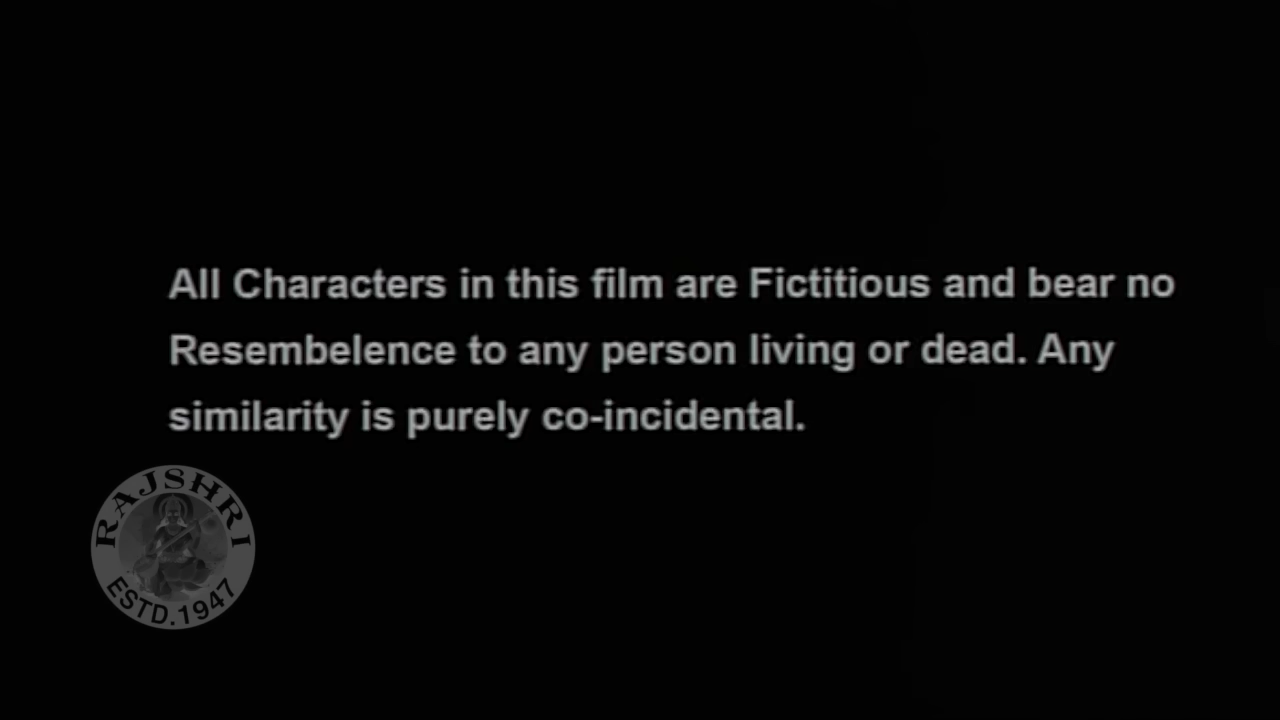 All Characters in this film are Fictitious and bear no
Resembelence to any person living or dead. Any
similarity is purely co-incidental.
RAJSHRI
ESTD.1947